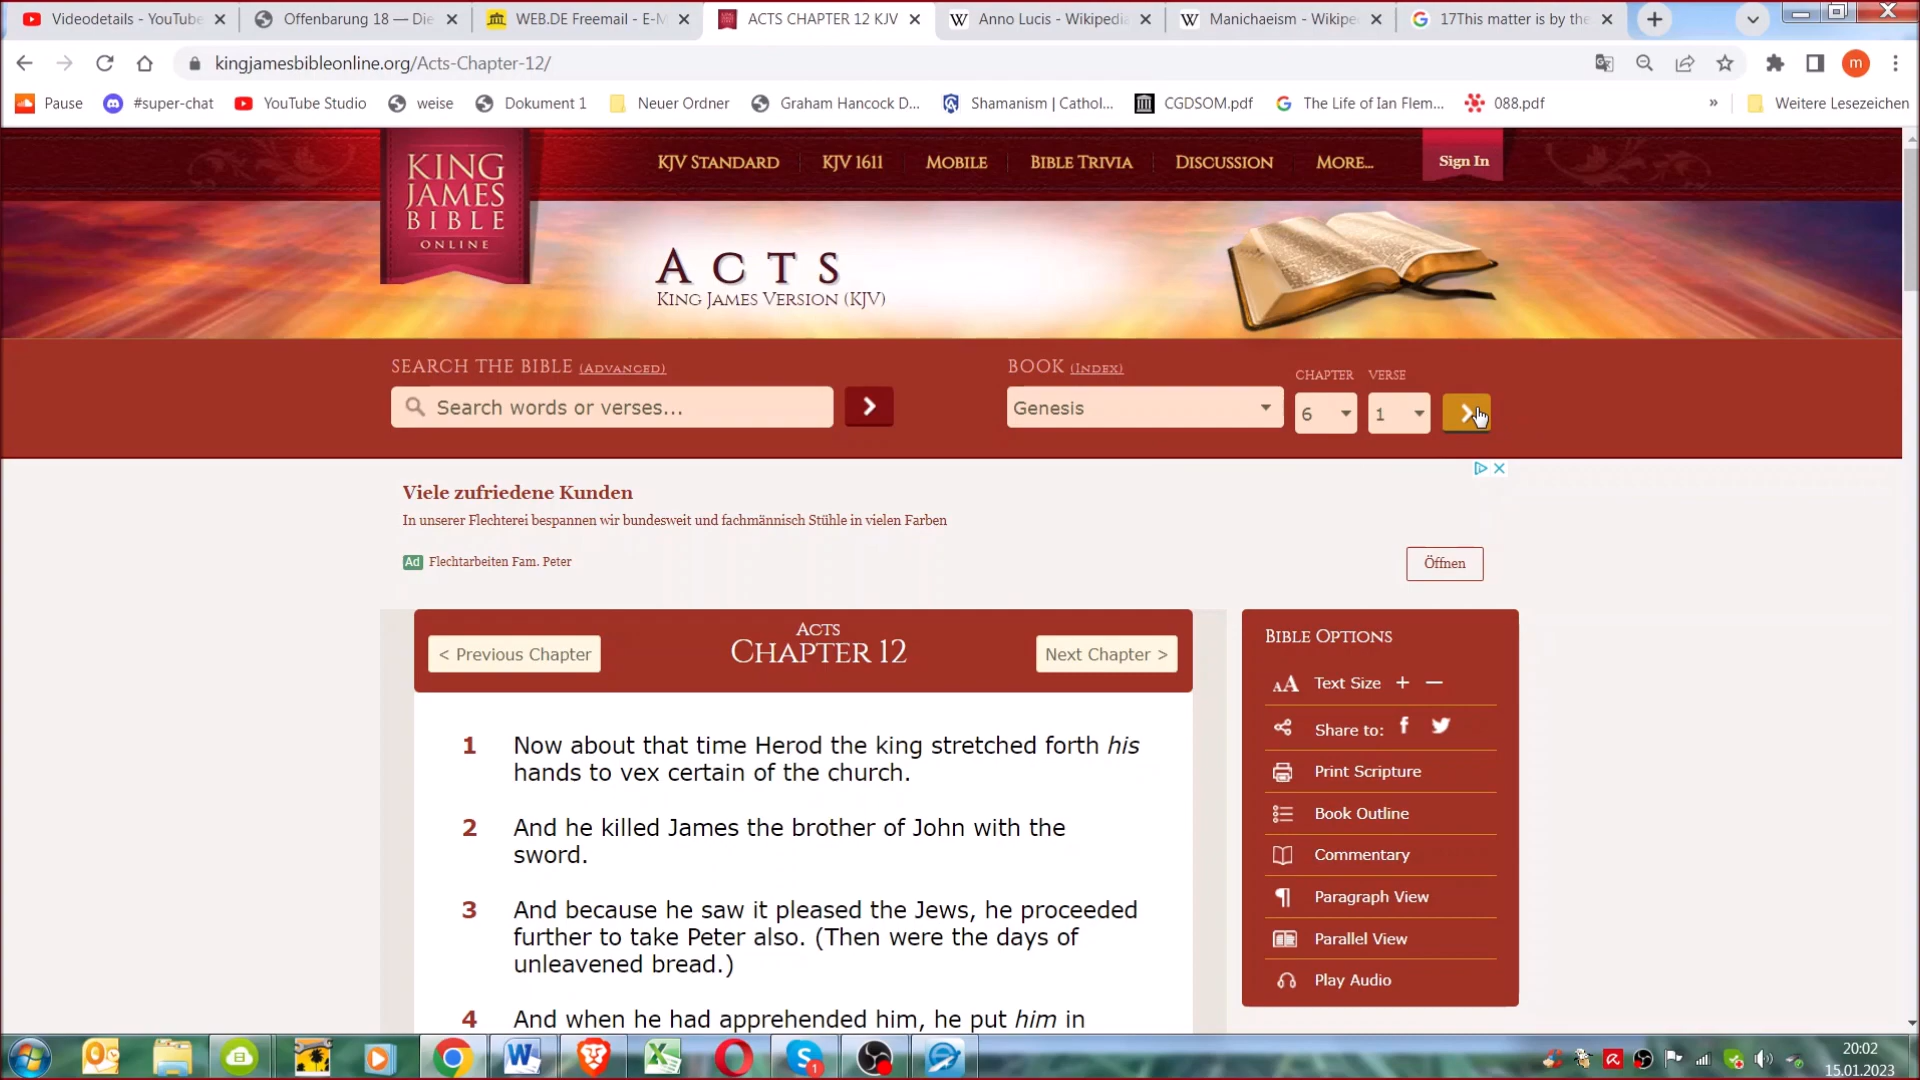 Videodetails - YouTube
Offenbarung 18 — Die
WEB.DE Freemail - E-M
ACTS CHAPTER 12 KJV
Anno Lucis - Wikipedia
Manichaeism - Wikipe
17This matter is by the
kingjamesbibleonline.org/Acts-Chapter-12/
m
Pause
#super-chat
YouTube Studio
weise
Dokument 1
Neuer Ordner
Graham Hancock D...
Shamanism | Cathol...
CGDSOM.pdf
The Life of Ian Flem...
088.pdf
»
Weitere Lesezeichen
KING
JAMES
BIBLE
ONLINE
KJV STANDARD
KJV 1611
MOBILE
BIBLE TRIVIA
DISCUSSION
MORE...
Sign In
ACTS
KING JAMES VERSION (KJV)
SEARCH THE BIBLE (ADVANCED)
BOOK (INDEX)
CHAPTER
VERSE
Search words or verses...
Genesis
6
1
Viele zufriedene Kunden
In unserer Flechterei bespannen wir bundesweit und fachmännisch Stühle in vielen Farben
Ad Flechtarbeiten Fam. Peter
Öffnen
ACTS
< Previous Chapter
CHAPTER 12
Next Chapter >
1 Now about that time Herod the king stretched forth his
hands to vex certain of the church.
2 And he killed James the brother of John with the
sword.
3 And because he saw it pleased the Jews, he proceeded
further to take Peter also. (Then were the days of
unleavened bread.)
4 And when he had apprehended him, he put him in
BIBLE OPTIONS
AA Text Size + −
Share to:
Print Scripture
Book Outline
Commentary
Paragraph View
Parallel View
Play Audio
1
20:02
15.01.2023